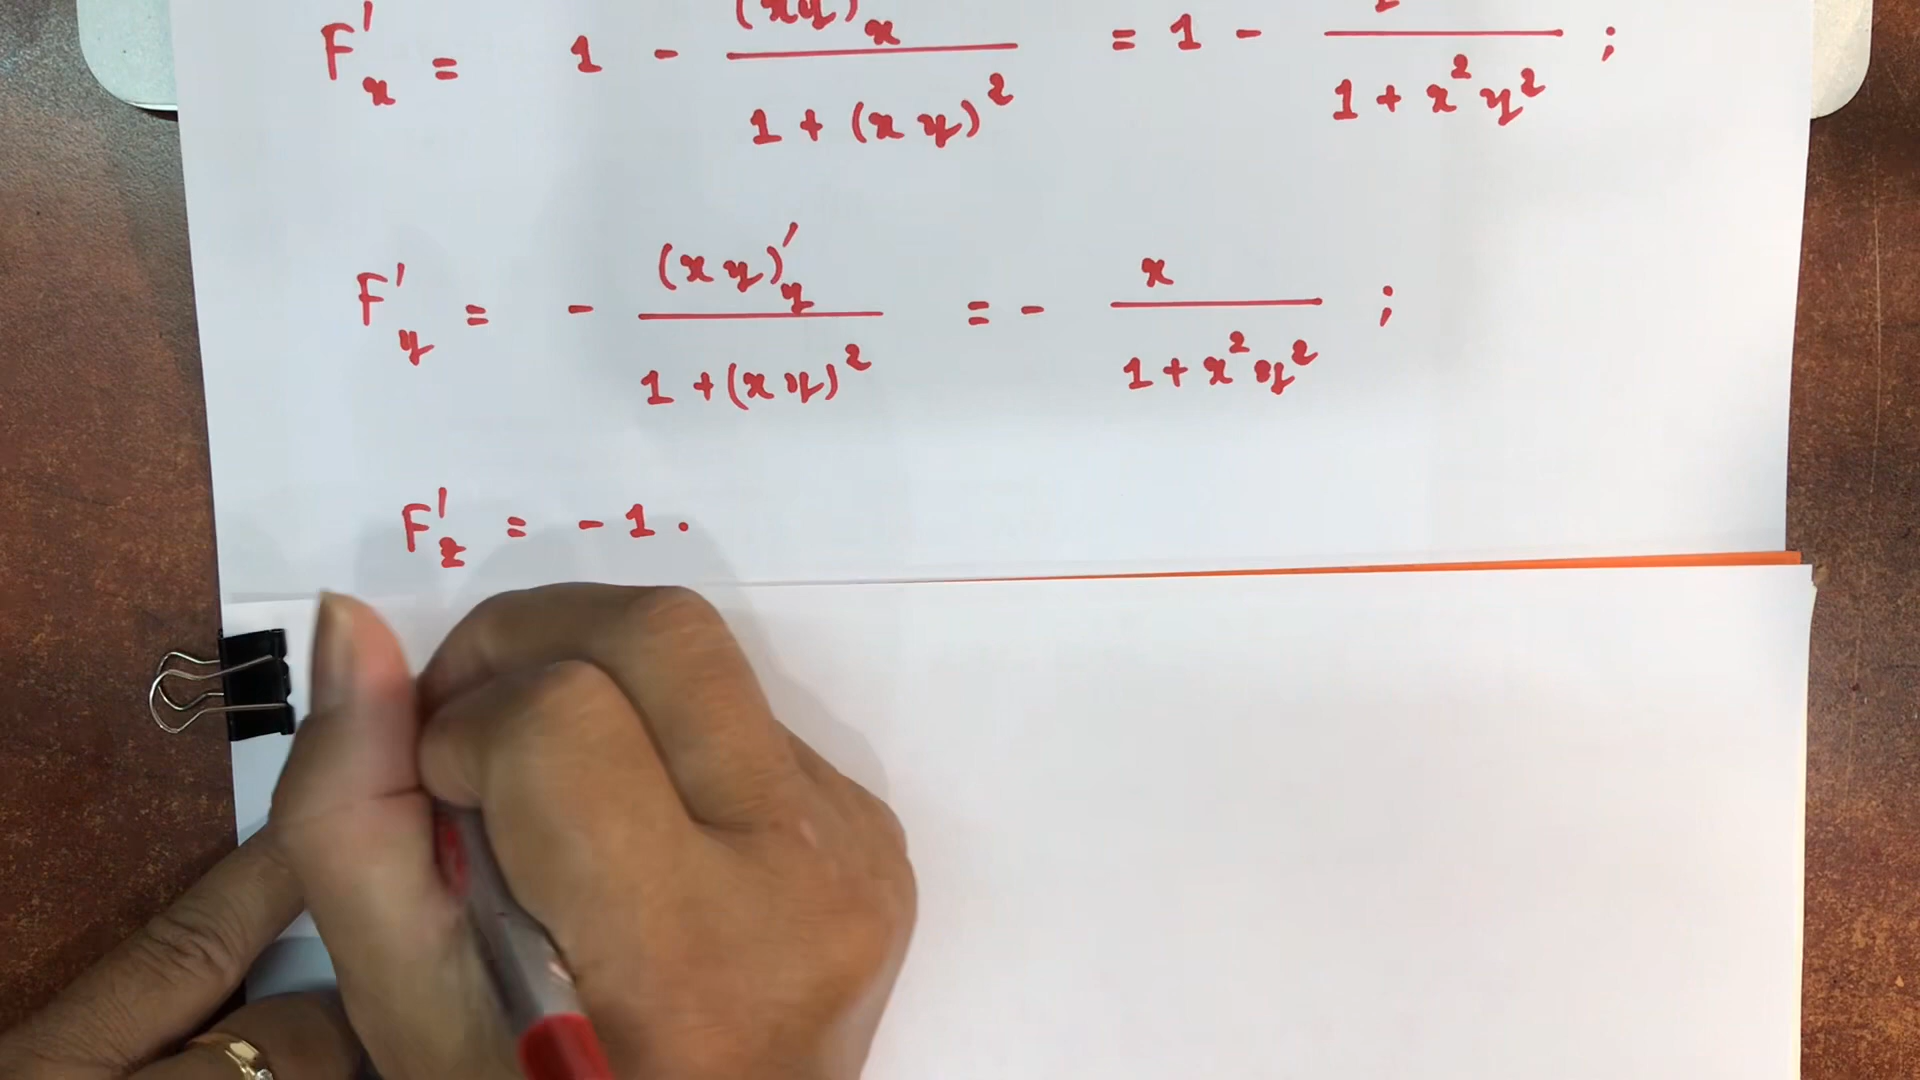 F'x = 1 - (xy)x / 1 + (xy)² = 1 - / 1 + x²y² ;
F'y = - (xy)'y / 1 + (xy)² = - x / 1 + x²y² ;
F'z = - 1 .